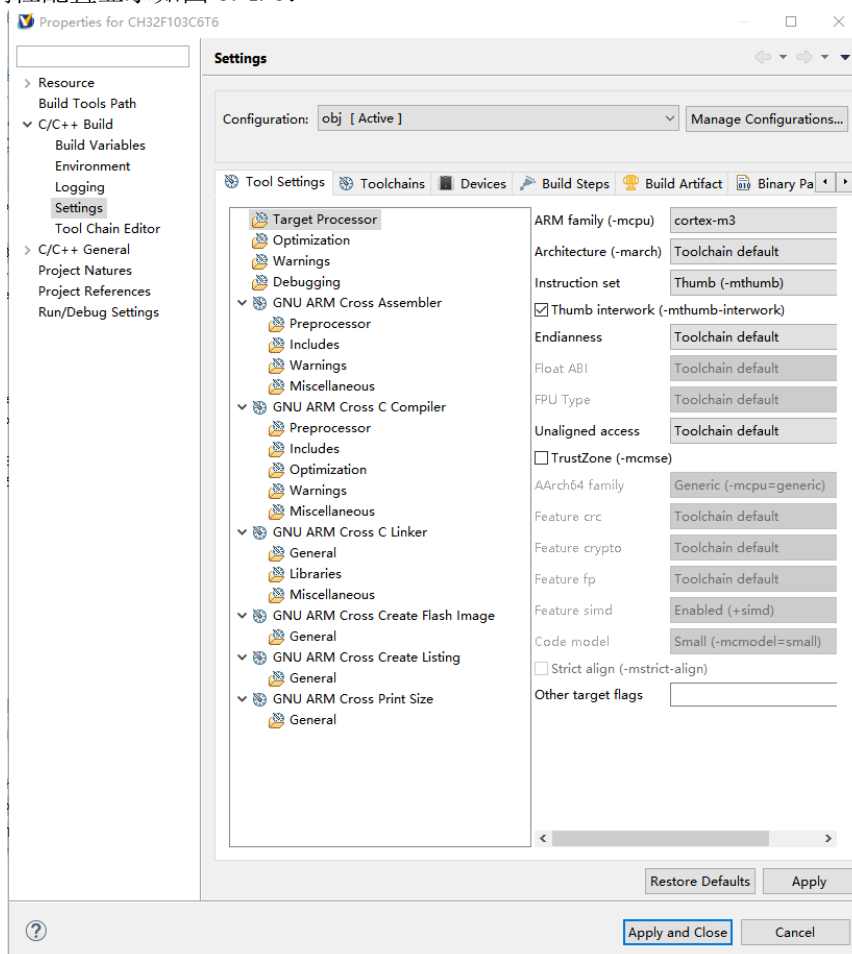 Properties for CH32F103C6T6
Settings
Resource
Build Tools Path
C/C++ Build
Build Variables
Environment
Logging
Settings
Tool Chain Editor
C/C++ General
Project Natures
Project References
Run/Debug Settings
Configuration: obj [ Active ] Manage Configurations...
Tool Settings Toolchains Devices Build Steps Build Artifact Binary Pa
Target Processor
Optimization
Warnings
Debugging
GNU ARM Cross Assembler
Preprocessor
Includes
Warnings
Miscellaneous
GNU ARM Cross C Compiler
Preprocessor
Includes
Optimization
Warnings
Miscellaneous
GNU ARM Cross C Linker
General
Libraries
Miscellaneous
GNU ARM Cross Create Flash Image
General
GNU ARM Cross Create Listing
General
GNU ARM Cross Print Size
General
ARM family (-mcpu) cortex-m3
Architecture (-march) Toolchain default
Instruction set Thumb (-mthumb)
Thumb interwork (-mthumb-interwork)
Endianness Toolchain default
Float ABI Toolchain default
FPU Type Toolchain default
Unaligned access Toolchain default
TrustZone (-mcmse)
AArch64 family Generic (-mcpu=generic)
Feature crc Toolchain default
Feature crypto Toolchain default
Feature fp Toolchain default
Feature simd Enabled (+simd)
Code model Small (-mcmodel=small)
Strict align (-mstrict-align)
Other target flags
Restore Defaults Apply
Apply and Close Cancel